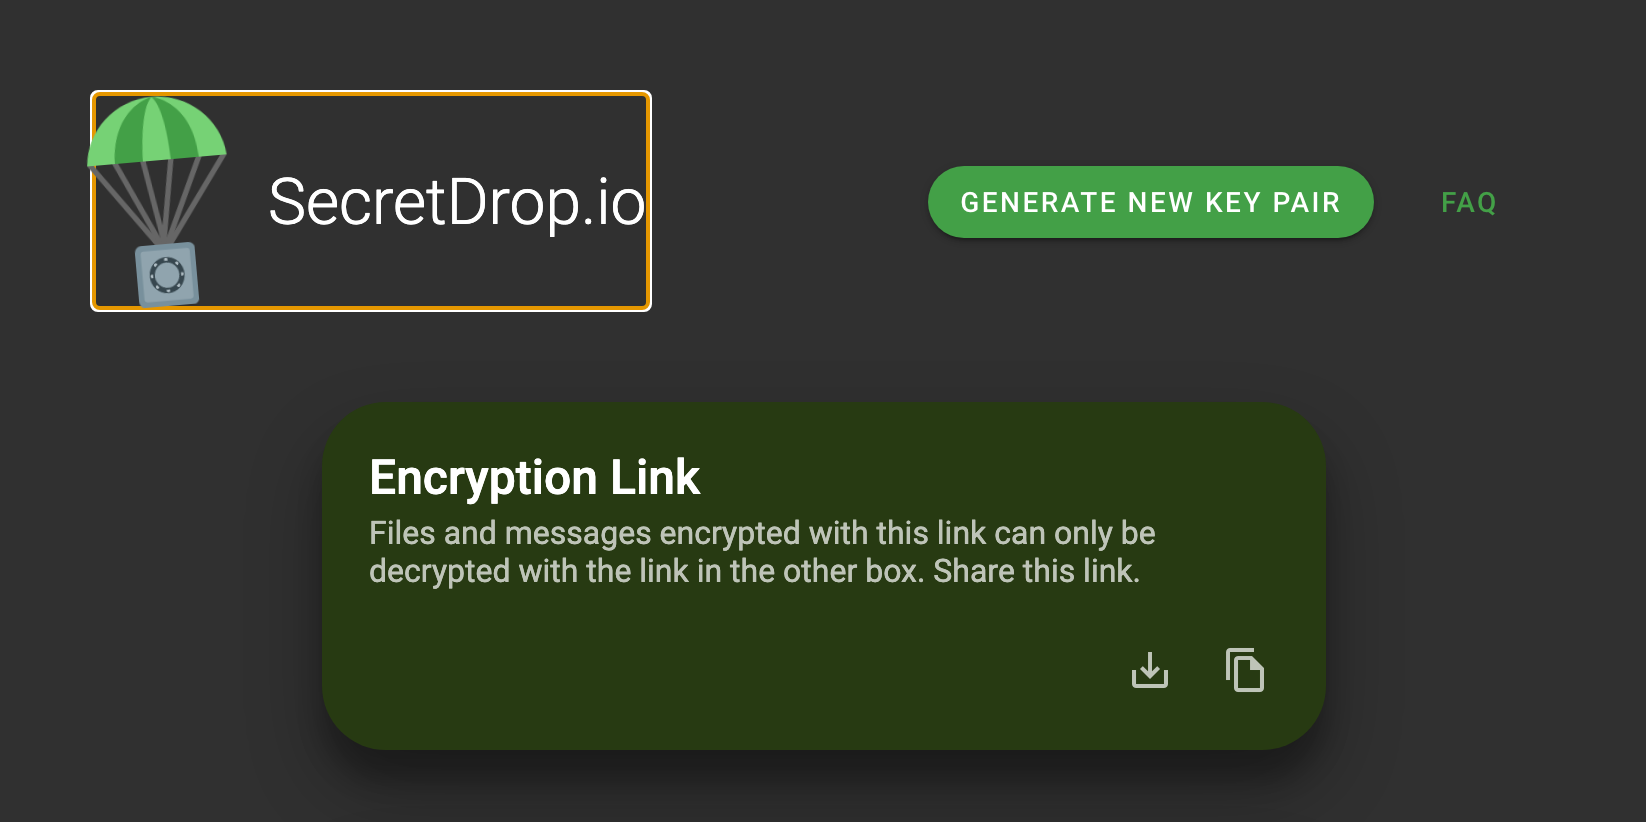 SecretDrop.io
GENERATE NEW KEY PAIR
FAQ
Encryption Link
Files and messages encrypted with this link can only be
decrypted with the link in the other box. Share this link.